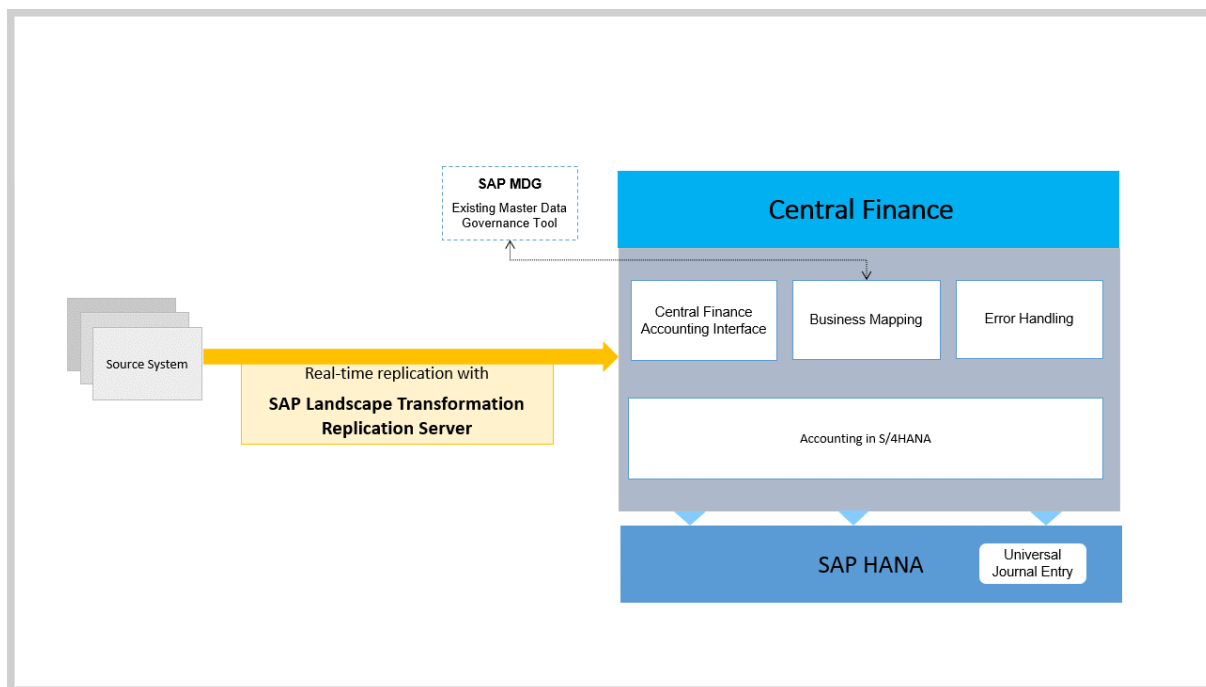 SAP MDG
Existing Master Data
Governance Tool
Central Finance
Central Finance
Accounting Interface
Business Mapping
Error Handling
Source System
Real-time replication with
SAP Landscape Transformation
Replication Server
Accounting in S/4HANA
SAP HANA
Universal
Journal Entry